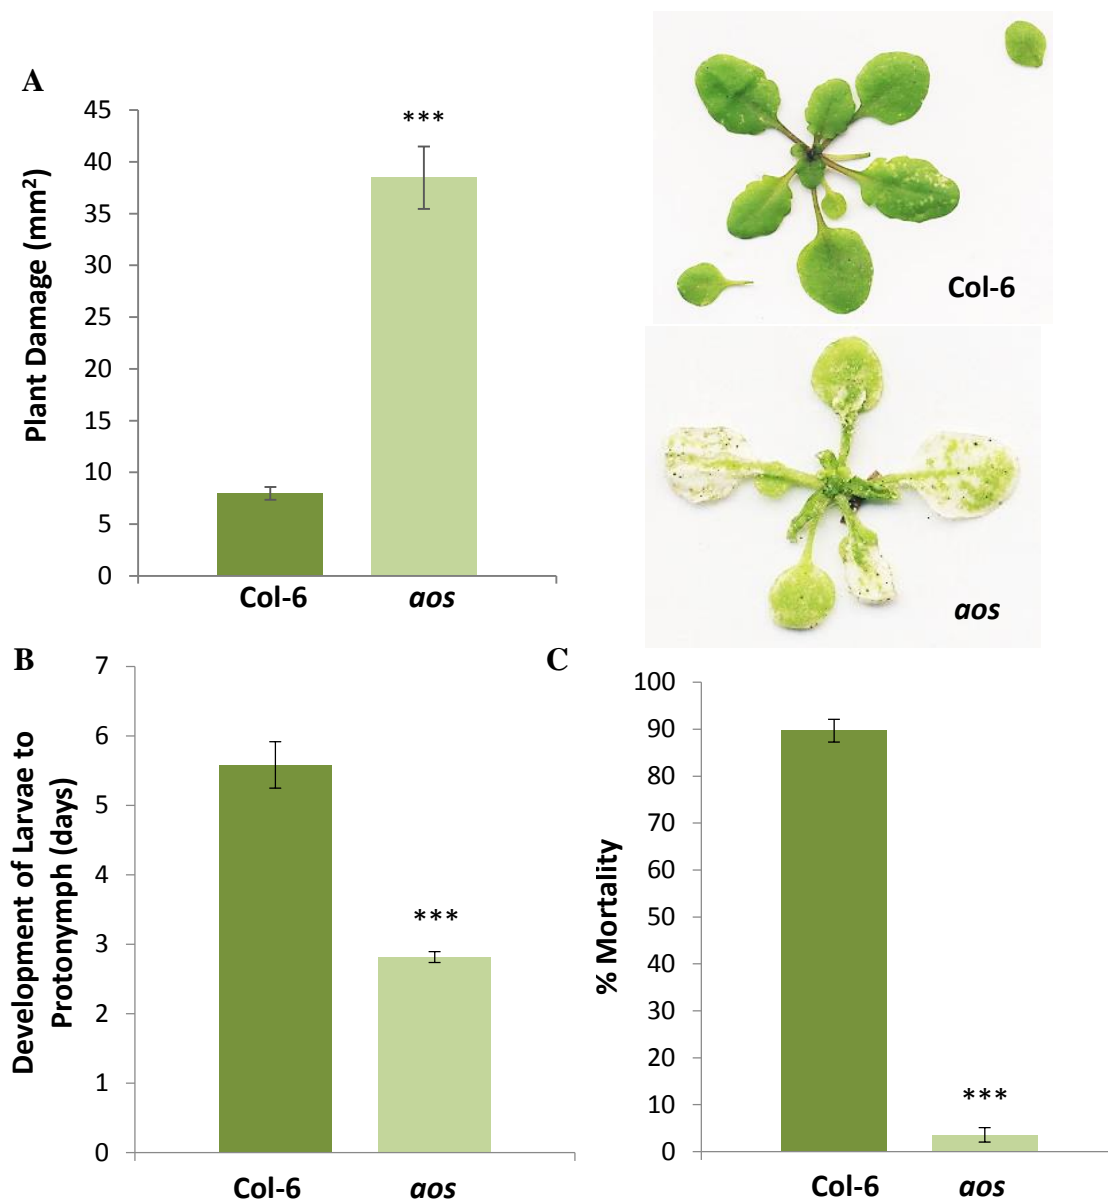 A
***
45
40
35
30
25
20
15
10
5
0
Plant Damage (mm²)
Col-6
aos
Col-6
aos
B
7
6
5
4
3
2
1
0
Development of Larvae to
Protonymph (days)
***
Col-6
aos
C
100
90
80
70
60
50
40
30
20
10
0
% Mortality
***
Col-6
aos